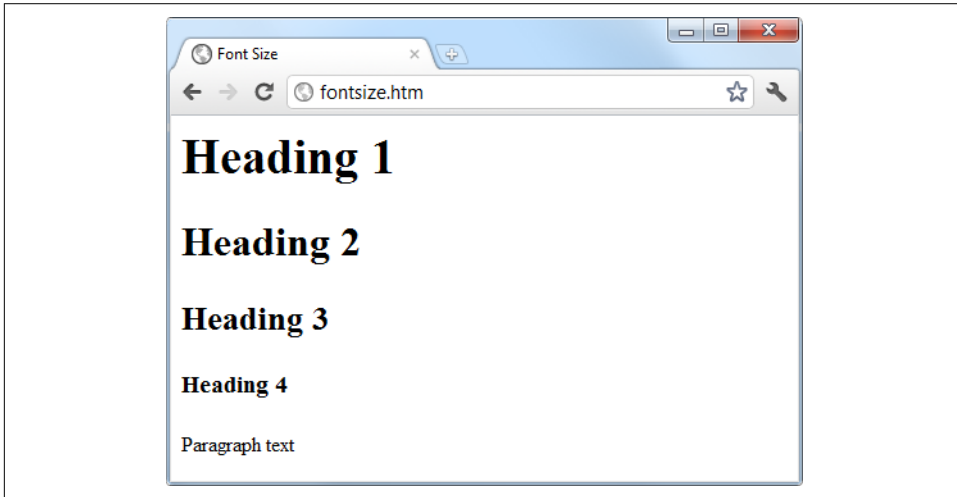 Font Size
fontsize.htm
Heading 1
Heading 2
Heading 3
Heading 4
Paragraph text